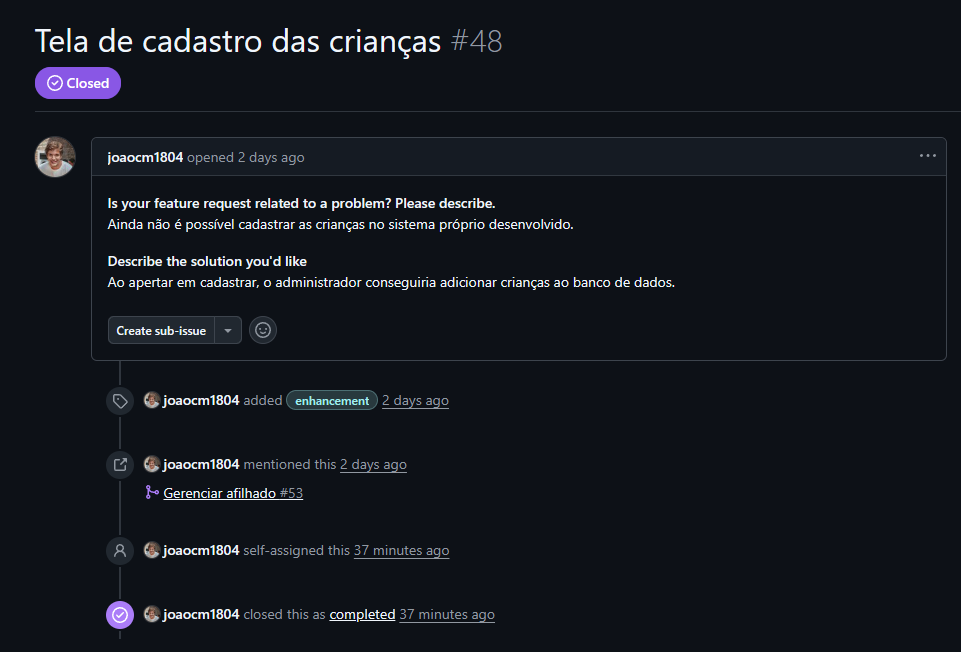 Tela de cadastro das crianças #48
Closed
joaocm1804 opened 2 days ago
Is your feature request related to a problem? Please describe.
Ainda não é possível cadastrar as crianças no sistema próprio desenvolvido.
Describe the solution you'd like
Ao apertar em cadastrar, o administrador conseguiria adicionar crianças ao banco de dados.
Create sub-issue
joaocm1804 added enhancement 2 days ago
joaocm1804 mentioned this 2 days ago
Gerenciar afilhado #53
joaocm1804 self-assigned this 37 minutes ago
joaocm1804 closed this as completed 37 minutes ago